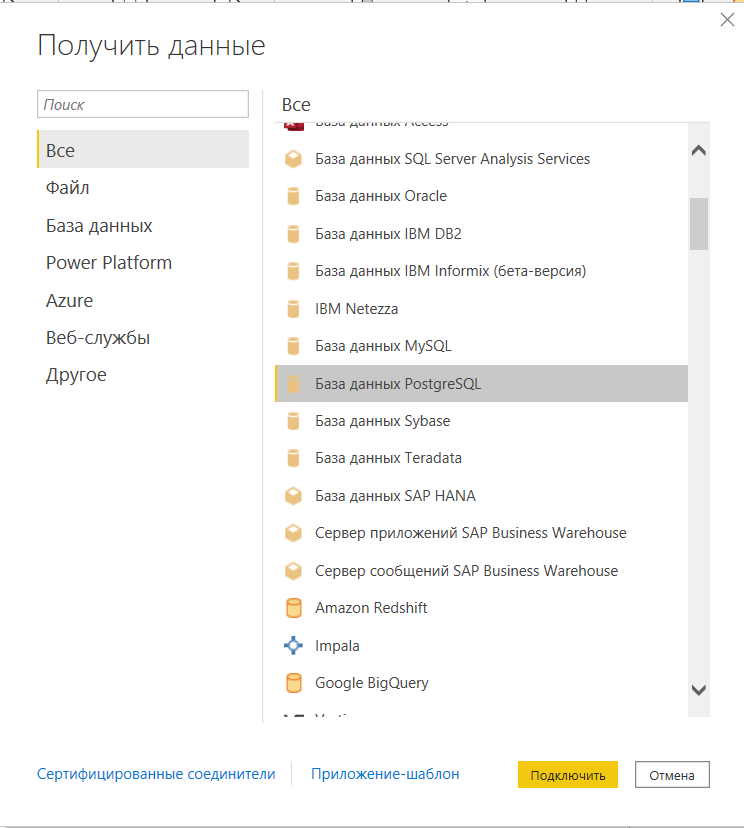 Получить данные
Поиск
Все
Файл
База данных
Power Platform
Azure
Веб-службы
Другое
Все
База данных Access
База данных SQL Server Analysis Services
База данных Oracle
База данных IBM DB2
База данных IBM Informix (бета-версия)
IBM Netezza
База данных MySQL
База данных PostgreSQL
База данных Sybase
База данных Teradata
База данных SAP HANA
Сервер приложений SAP Business Warehouse
Сервер сообщений SAP Business Warehouse
Amazon Redshift
Impala
Google BigQuery
Сертифицированные соединители
Приложение-шаблон
Подключить
Отмена